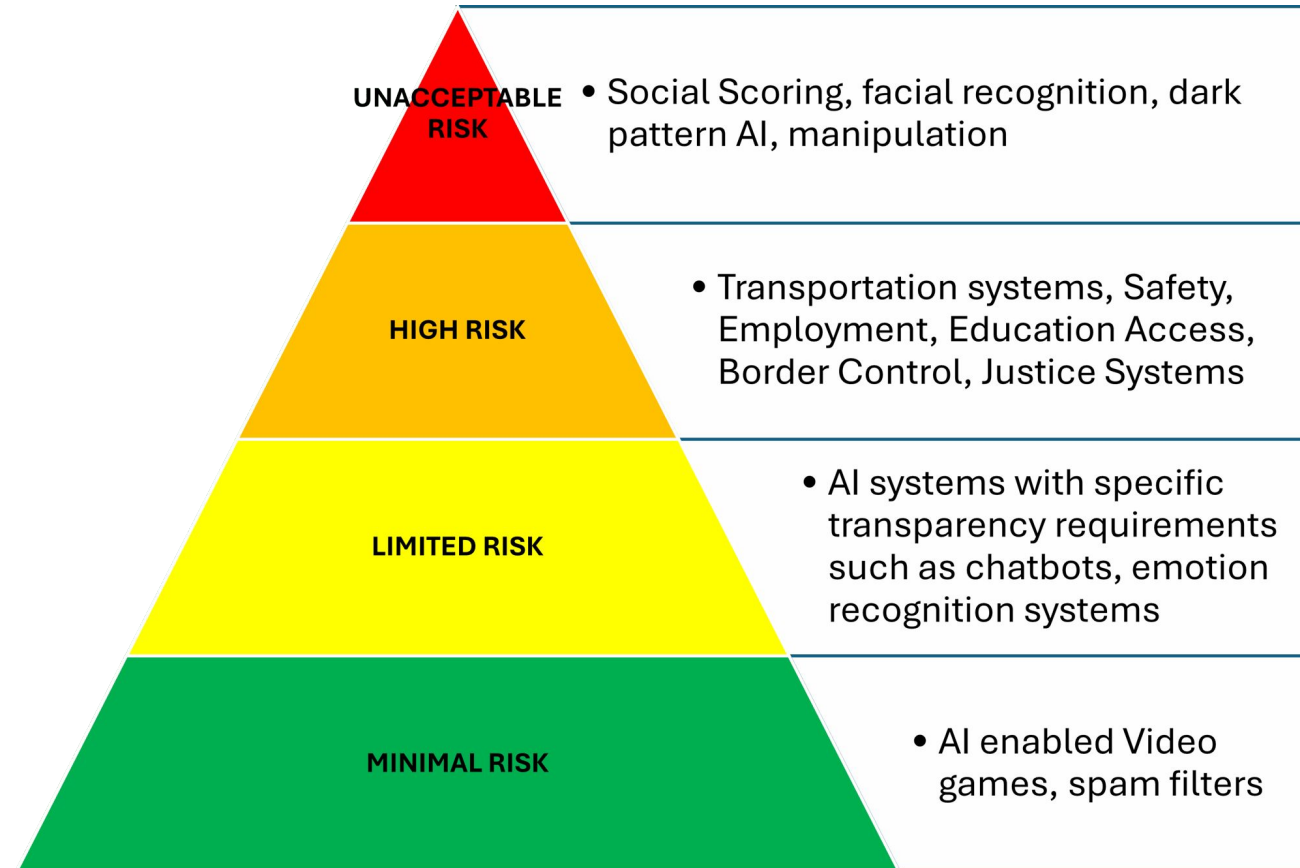 UNACCEPTABLE
RISK
• Social Scoring, facial recognition, dark
pattern AI, manipulation
HIGH RISK
• Transportation systems, Safety,
Employment, Education Access,
Border Control, Justice Systems
LIMITED RISK
• AI systems with specific
transparency requirements
such as chatbots, emotion
recognition systems
MINIMAL RISK
• AI enabled Video
games, spam filters